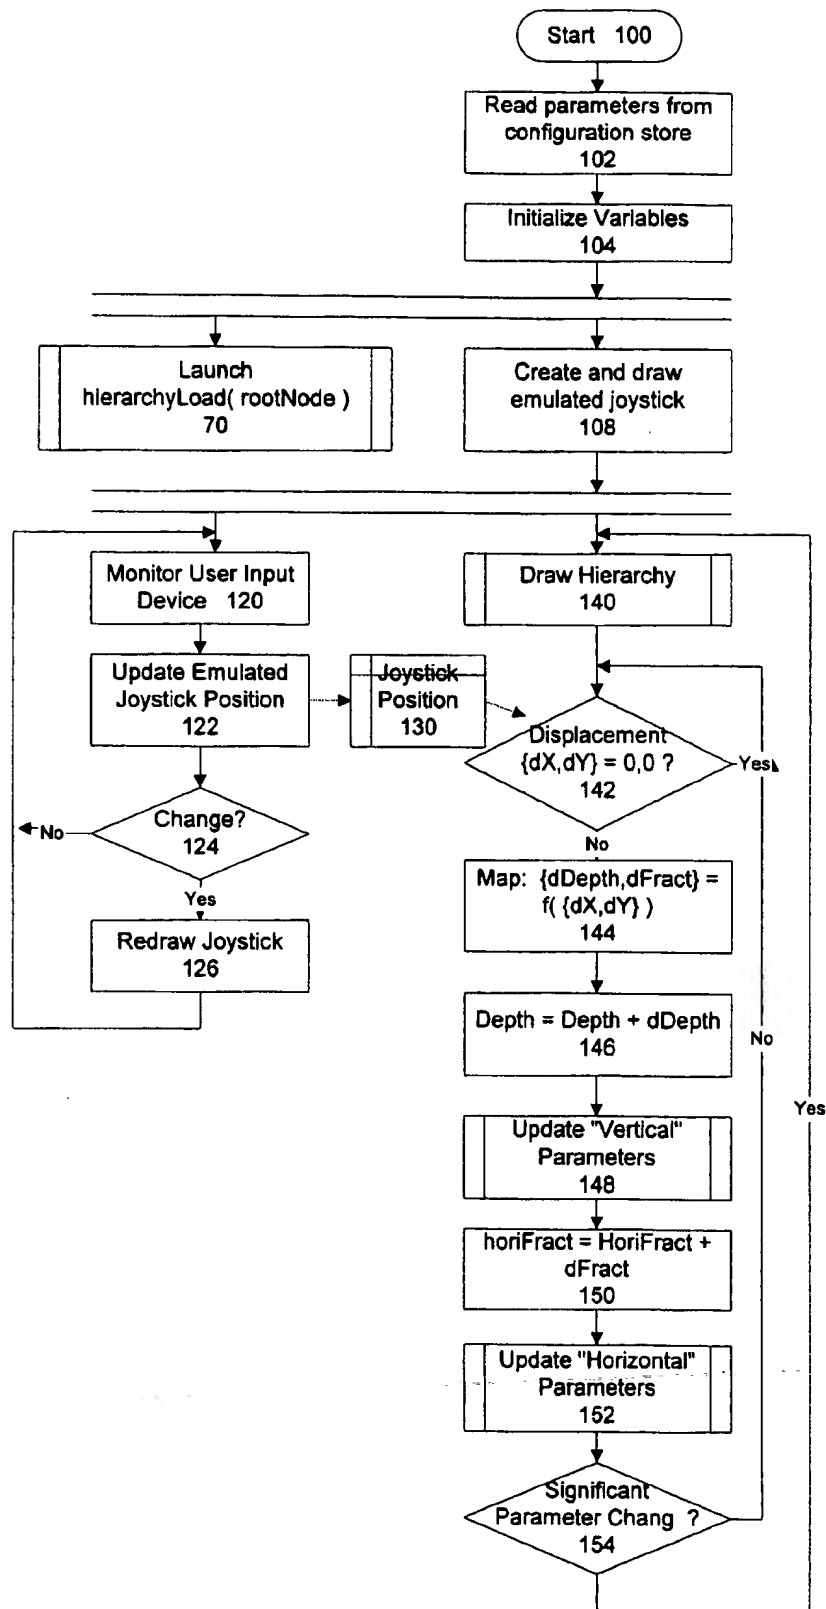 Start 100
Read parameters from
configuration store
102
Initialize Variables
104
Launch
hierarchyLoad( rootNode )
70
Create and draw
emulated joystick
108
Monitor User Input
Device 120
Draw Hierarchy
140
Update Emulated
Joystick Position
122
Joystick
Position
130
Displacement
{dX,dY} = 0,0 ?
142
Yes
Change?
124
No
Yes
No
Map: {dDepth,dFract} =
f( {dX,dY} )
144
Redraw Joystick
126
Depth = Depth + dDepth
146
No
Yes
Update "Vertical"
Parameters
148
horiFract = HoriFract +
dFract
150
Update "Horizontal"
Parameters
152
Significant
Parameter Chang ?
154